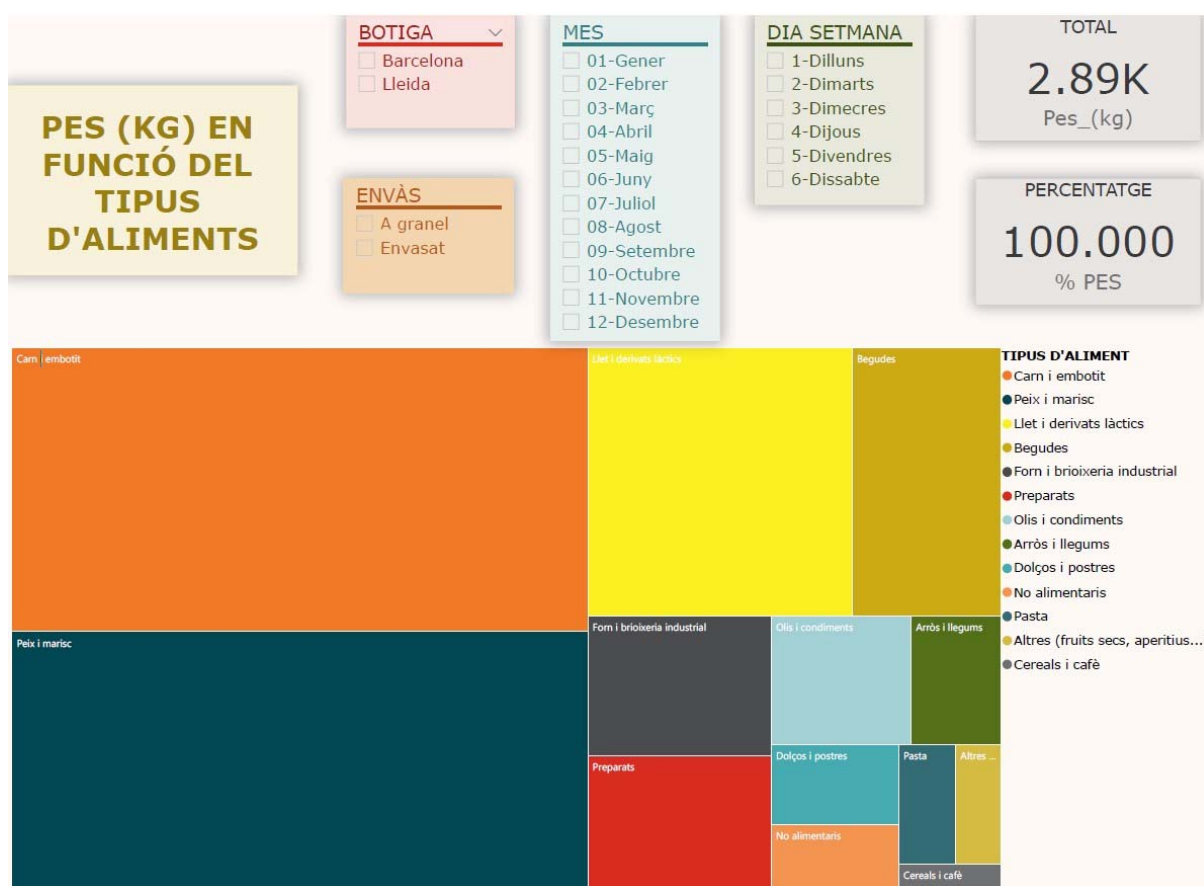 PES (KG) EN
FUNCIÓ DEL
TIPUS
D'ALIMENTS
BOTIGA
Barcelona
Lleida
ENVÀS
A granel
Envasat
MES
01-Gener
02-Febrer
03-Març
04-Abril
05-Maig
06-Juny
07-Juliol
08-Agost
09-Setembre
10-Octubre
11-Novembre
12-Desembre
DIA SETMANA
1-Dilluns
2-Dimarts
3-Dimecres
4-Dijous
5-Divendres
6-Dissabte
TOTAL
2.89K
Pes_(kg)
PERCENTATGE
100.000
% PES
Carn i embotit
Peix i marisc
Llet i derivats làctics
Begudes
Forn i brioixeria industrial
Preparats
Olis i condiments
Arròs i llegums
Dolços i postres
No alimentaris
Pasta
Altres ...
Cereals i cafè
TIPUS D'ALIMENT
Carn i embotit
Peix i marisc
Llet i derivats làctics
Begudes
Forn i brioixeria industrial
Preparats
Olis i condiments
Arròs i llegums
Dolços i postres
No alimentaris
Pasta
Altres (fruits secs, aperitius...
Cereals i cafè